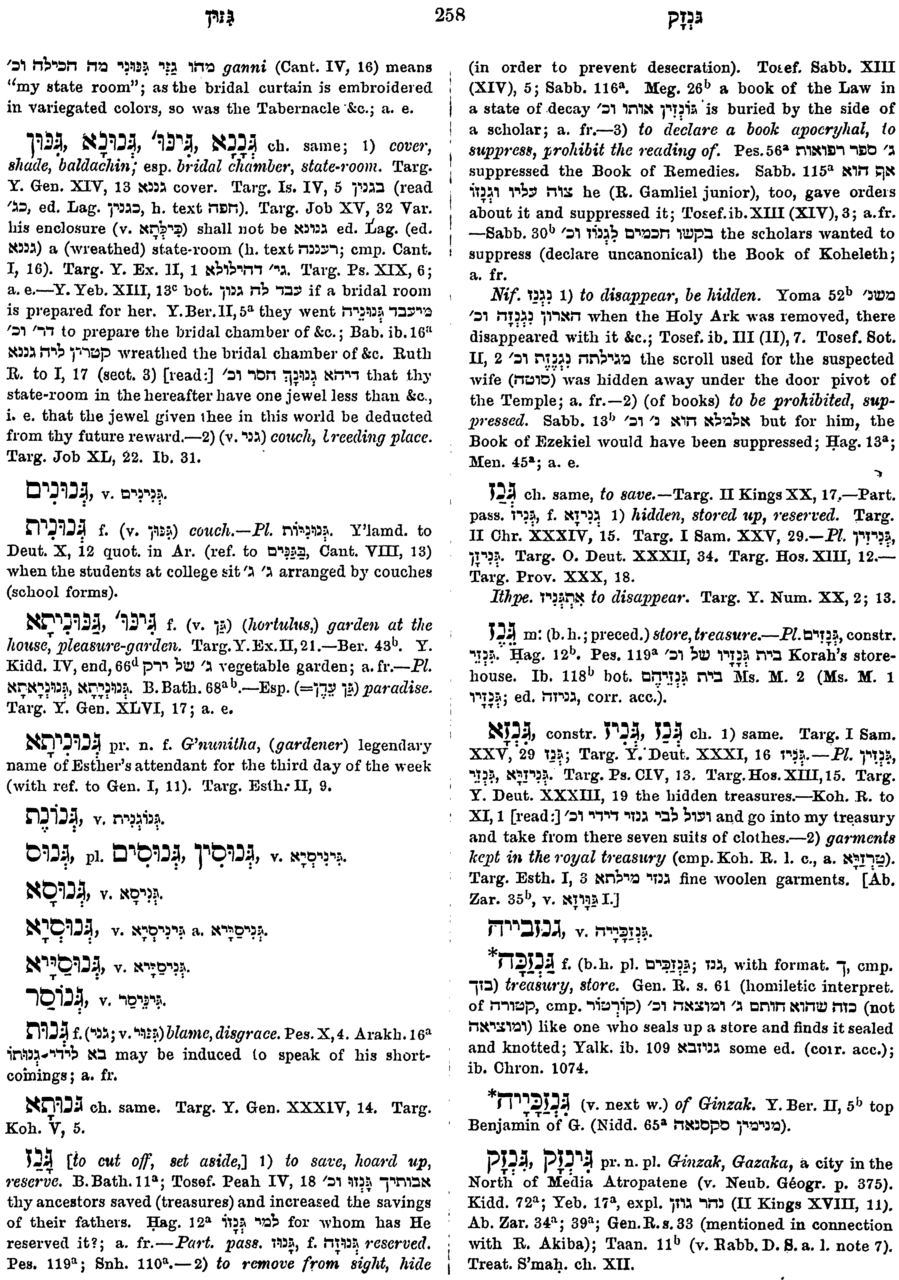 גְּנוּן 258 גִּנְזָק
מהו גַּנֵּי גְּנוּנִי מה הכילה וכ׳ ganni (Cant. IV, 16) means
“my state room”; as the bridal curtain is embroidered
in variegated colors, so was the Tabernacle &c.; a. e.
גְּנָנָא, גִּנּוּ׳, גְּנוּנָא, גְּנוּן ch. same; 1) cover,
shade, baldachin; esp. bridal chamber, state-room. Targ.
Y. Gen. XIV, 13 גננא cover. Targ. Is. IV, 5 בגנון (read
כג׳, ed. Lag. כגנון, h. text חפה). Targ. Job XV, 32 Var.
his enclosure (v. כִּילְּתָא) shall not be גנונא ed. Lag. (ed.
גננא) a (wreathed) state-room (h. text רעננה; cmp. Cant.
I, 16). Targ. Y. Ex. II, 1 גי׳ דהילולא. Targ. Ps. XIX, 6;
a. e.—Y. Yeb. XIII, 13ᶜ bot. עבד לה גנון if a bridal room
is prepared for her. Y. Ber. II, 5ᵃ they went מיעבד גְּנוּנֵיה
דר׳ וכ׳ to prepare the bridal chamber of &c.; Bab. ib. 16ᵃ
קטרין ליה גננא wreathed the bridal chamber of &c. Ruth
R. to I, 17 (sect. 3) [read:] דיהא גְנוּנָךְ חסר וכ׳ that thy
state-room in the hereafter have one jewel less than &c.,
i. e. that the jewel given thee in this world be deducted
from thy future reward.—2) (v. גני) couch, breeding place.
Targ. Job XL, 22. Ib. 31.
גְּנוּנִים, v. גִּנִּינִים.
גְּנוּנִית f. (v. גְּנוּן) couch.—Pl. גְּנוּנִיּוֹת. Y’lamd. to
Deut. X, 12 quot. in Ar. (ref. to בַּגַּנִּים, Cant. VIII, 13)
when the students at college sit ג׳ ג׳ arranged by couches
(school forms).
גִּנּוּנִיתָא, גִּנּוּ׳ f. (v. גַּן) (hortulus,) garden at the
house, pleasure-garden. Targ. Y. Ex. II, 21.—Ber. 43ᵇ. Y.
Kidd. IV, end, 66ᵈ ג׳ של ירק vegetable garden; a. fr.—Pl.
גִּנּוּנִיָּתָא, גִּנּוּנְיָאתָא. B. Bath. 68ᵃᵇ.—Esp. (=גַּן עֵדֶן) paradise.
Targ. Y. Gen. XLVI, 17; a. e.
גְּנוּנִיתָא pr. n. f. G’nunitha, (gardener) legendary
name of Esther’s attendant for the third day of the week
(with ref. to Gen. I, 11). Targ. Esth. II, 9.
גְּנוֹנֶת, v. גְּנוֹגָנִית.
גְּנוּס, pl. גְּנוּסִין, גְּנוּסִים, v. גִּינִיסְיָא.
גְּנוּסָא, v. גְּנִיסָא.
גְּנוּסְיָא, v. גִּינִיסְיָא a. גְּנִיסְיָיא.
גְּנוּסְיָיא, v. גְּנִיסְיָירא.
גְּנוֹסַר, v. גִּינֵּיסַר.
גְּנוּת f. (גני; v. גְּנַּוּי) blame, disgrace. Pes. X, 4. Arakh. 16ᵃ
בא לידי־גְנוּתוֹ may be induced to speak of his short-
comings; a. fr.
גְּנוּתָא ch. same. Targ. Y. Gen. XXXIV, 14. Targ.
Koh. V, 5.
גָּנַז [to cut off, set aside,] 1) to save, hoard up,
reserve. B. Bath. 11ᵃ; Tosef. Peah IV, 18 אבותיך גָּנְזוּ וכ׳
thy ancestors saved (treasures) and increased the savings
of their fathers. Ḥag. 12ᵃ למי גְנָזוֹ for whom has He
reserved it?; a. fr.—Part. pass. גָּנוּז, f. גְּנוּזָה reserved.
Pes. 119ᵃ; Snh. 110ᵃ.—2) to remove from sight, hide
(in order to prevent desecration). Tosef. Sabb. XIII
(XIV), 5; Sabb. 116ᵃ. Meg. 26ᵇ a book of the Law in
a state of decay גּוֹנְזִין אותו וכ׳ is buried by the side of
a scholar; a. fr.—3) to declare a book apocryphal, to
suppress, prohibit the reading of. Pes. 56ᵃ ג׳ ספר רפואות
suppressed the Book of Remedies. Sabb. 115ᵃ אף הוא
צוה עליו וּגְנָזוֹ he (R. Gamliel junior), too, gave orders
about it and suppressed it; Tosef. ib. XIII (XIV), 3; a. fr.
—Sabb. 30ᵇ בקשו חכמים לִגְנוֹז וכ׳ the scholars wanted to
suppress (declare uncanonical) the Book of Koheleth;
a. fr.
Nif. נִגְנַז 1) to disappear, be hidden. Yoma 52ᵇ משנ׳
הארון נִגְנְזָה וכ׳ when the Holy Ark was removed, there
disappeared with it &c.; Tosef. ib. III (II), 7. Tosef. Sot.
II, 2 מגילתה נִגְנֶזֶת וכ׳ the scroll used for the suspected
wife (סוטה) was hidden away under the door pivot of
the Temple; a. fr.—2) (of books) to be prohibited, sup-
pressed. Sabb. 13ᵇ אלמלא הוא נ׳ וכ׳ but for him, the
Book of Ezekiel would have been suppressed; Ḥag. 13ᵃ;
Men. 45ᵃ; a. e.
גְּנַז ch. same, to save.—Targ. II Kings XX, 17.—Part.
pass. גְּנִיז, f. גְּנִיזָא 1) hidden, stored up, reserved. Targ.
II Chr. XXXIV, 15. Targ. I Sam. XXV, 29.—Pl. גְּנִיזִין,
גְּנִיזָן. Targ. O. Deut. XXXII, 34. Targ. Hos. XIII, 12.—
Targ. Prov. XXX, 18.
Ithpe. אִתְגְּנִיז to disappear. Targ. Y. Num. XX, 2; 13.
גֶּנֶז m. (b. h.; preced.) store, treasure.—Pl. גְּנָזִים, constr.
גִּנְזֵי. Ḥag. 12ᵇ. Pes. 119ᵃ בית גְּנָזָיו של וכ׳ Korah’s store-
house. Ib. 118ᵇ bot. בית גִּנְזֵיהֶם Ms. M. 2 (Ms. M. 1
גְּנָזָיו; ed. גניזה, corr. acc.).
גִּנְזָא, constr. גְּנִיז, גְּנַז ch. 1) same. Targ. I Sam.
XXV, 29 גְּנַז; Targ. Y. Deut. XXXI, 16 גְּנִיז.—Pl. גִּנְזִין,
גִּנְזַיָּא, גִּנְזֵי. Targ. Ps. CIV, 13. Targ. Hos. XIII, 15. Targ.
Y. Deut. XXXIII, 19 the hidden treasures.—Koh. R. to
XI, 1 [read:] ועול לבי גנזי דידי וכ׳ and go into my treasury
and take from there seven suits of clothes.—2) garments
kept in the royal treasury (cmp. Koh. R. l. c., a. טְרַזְיָא).
Targ. Esth. I, 3 גנזי מילתא fine woolen garments. [Ab.
Zar. 35ᵇ, v. גַּוְזָא I.]
גנזבייה, v. גִּנְזַכָּיֵיה.
*גִּנְזַכָּה f. (b. h. pl. גַּנְזַכִּים; גנז, with format. ךְ, cmp.
בזך) treasury, store. Gen. R. s. 61 (homiletic interpret.
of קטורה, cmp. קוֹרְטוֹר) כזה שהוא חותם ג׳ ומוצאה וכ׳ (not
ומוציאה) like one who seals up a store and finds it sealed
and knotted; Yalk. ib. 109 גניזבא some ed. (corr. acc.);
ib. Chron. 1074.
*גִּנְזַכָּיֵיה (v. next w.) of Ginzak. Y. Ber. II, 5ᵇ top
Benjamin of G. (Nidd. 65ᵃ מנימין סקסנאה).
גִּינְזַק, גִּנְזָק pr. n. pl. Ginzak, Gazaka, a city in the
North of Media Atropatene (v. Neub. Géogr. p. 375).
Kidd. 72ᵃ; Yeb. 17ᵃ, expl. נהר גוזן (II Kings XVIII, 11).
Ab. Zar. 34ᵃ; 39ᵃ; Gen. R. s. 33 (mentioned in connection
with R. Akiba); Taan. 11ᵇ (v. Rabb. D. S. a. l. note 7).
Treat. S’maḥ. ch. XII.